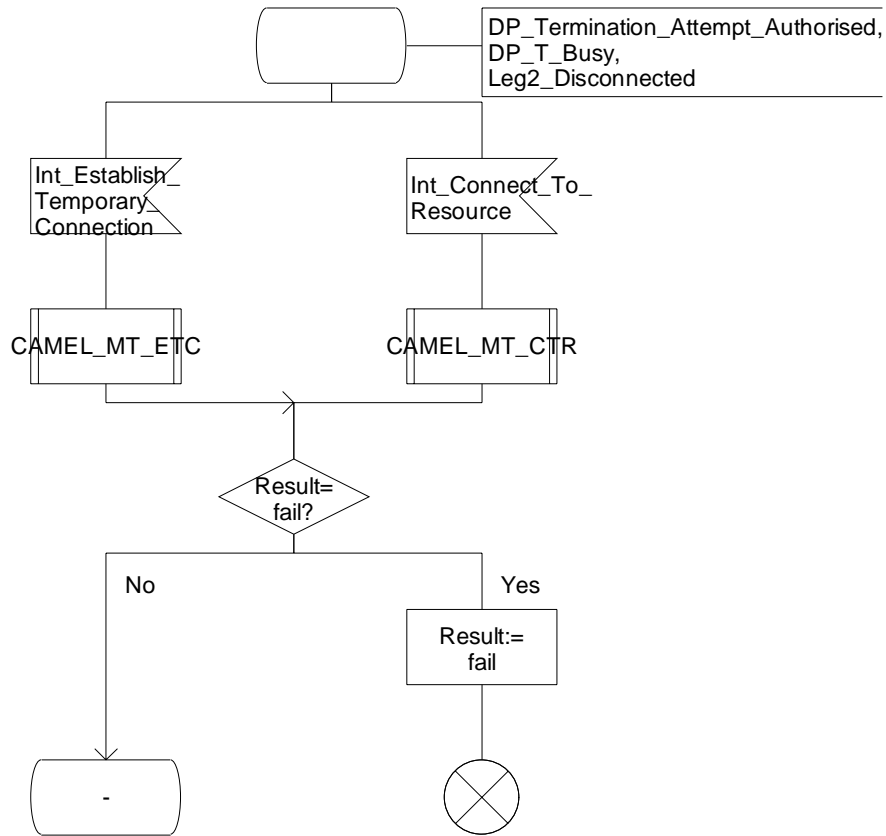 DP_Termination_Attempt_Authorised,
DP_T_Busy,
Leg2_Disconnected
Int_Establish_
Temporary_
Connection
Int_Connect_To_
Resource
CAMEL_MT_ETC
CAMEL_MT_CTR
Result=
fail?
No
Yes
Result:=
fail
-